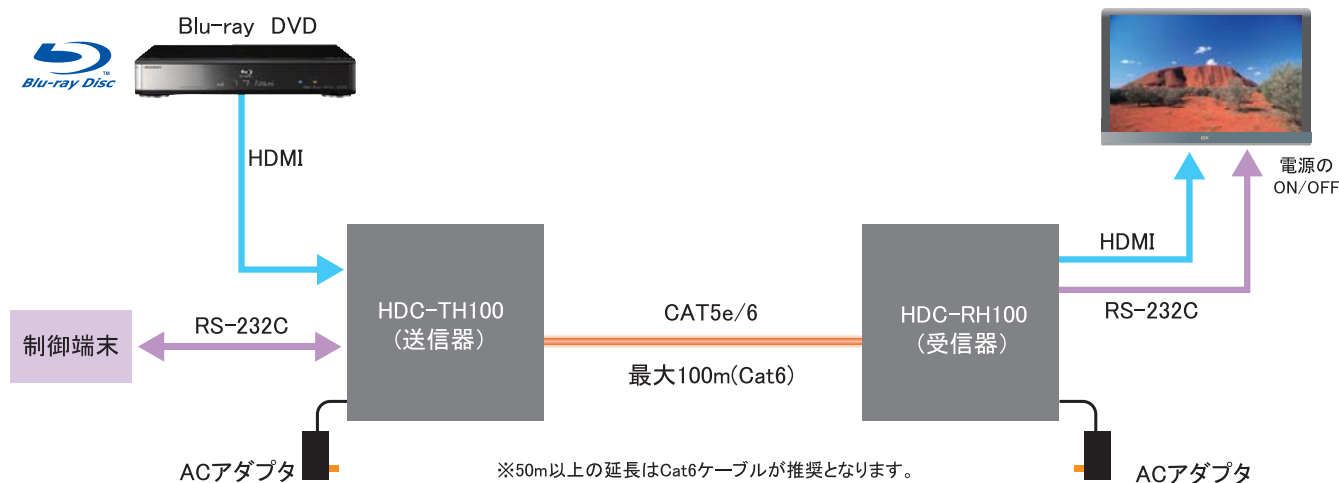 Blu-ray DVD
Blu-ray Disc
TM
HDMI
電源の
ON/OFF
HDMI
RS-232C
HDC-TH100
(送信器)
CAT5e/6
HDC-RH100
(受信器)
RS-232C
制御端末
最大100m(Cat6)
ACアダプタ
※50m以上の延長はCat6ケーブルが推奨となります。
ACアダプタ